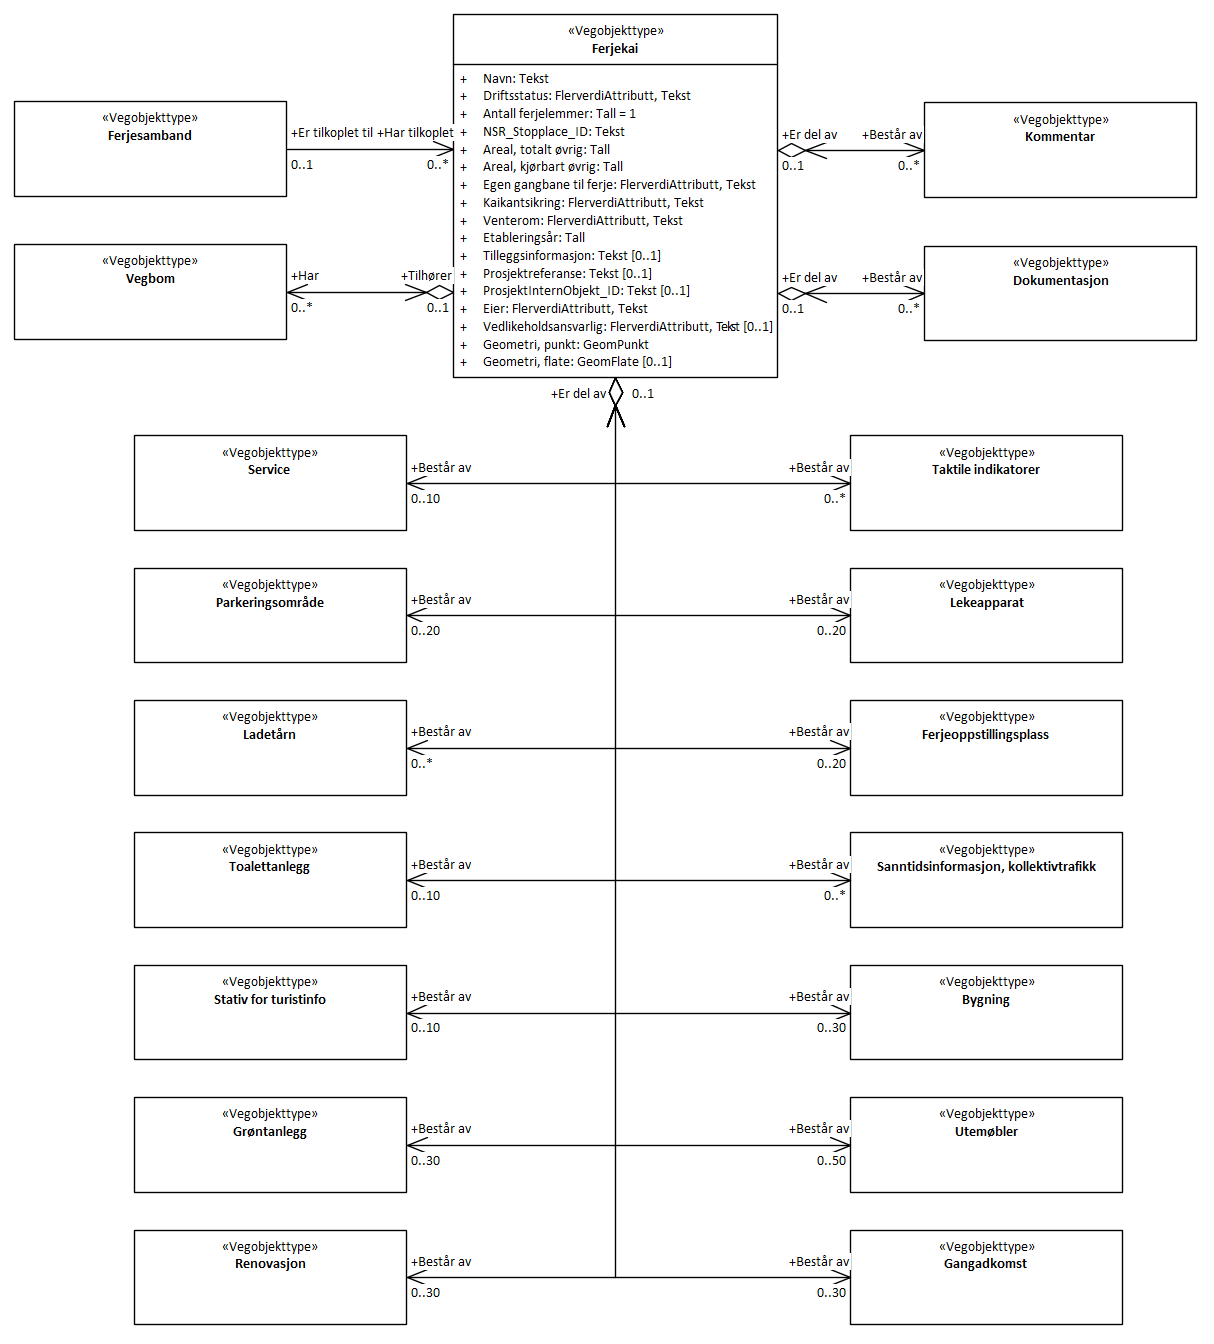 «Vegobjekttype»
Ferjekai
+ Navn: Tekst
+ Driftsstatus: FlerverdiAttributt, Tekst
+ Antall ferjelemmer: Tall = 1
+ NSR_Stopplace_ID: Tekst
+ Areal, totalt øvrig: Tall
+ Areal, kjørbart øvrig: Tall
+ Egen gangbane til ferje: FlerverdiAttributt, Tekst
+ Kaikantsikring: FlerverdiAttributt, Tekst
+ Venterom: FlerverdiAttributt, Tekst
+ Etableringsår: Tall
+ Tilleggsinformasjon: Tekst [0..1]
+ Prosjektreferanse: Tekst [0..1]
+ ProsjektInternObjekt_ID: Tekst [0..1]
+ Eier: FlerverdiAttributt, Tekst
+ Vedlikeholdsansvarlig: FlerverdiAttributt, Tekst [0..1]
+ Geometri, punkt: GeomPunkt
+ Geometri, flate: GeomFlate [0..1]
«Vegobjekttype»
Ferjesamband
+Er tilkoplet til +Har tilkoplet
0..1 0..*
«Vegobjekttype»
Kommentar
+Er del av +Består av
0..1 0..*
«Vegobjekttype»
Vegbom
+Har +Tilhører
0..* 0..1
«Vegobjekttype»
Dokumentasjon
+Er del av +Består av
0..1 0..*
+Er del av 0..1
«Vegobjekttype»
Service
+Består av
0..10
«Vegobjekttype»
Taktile indikatorer
+Består av
0..*
«Vegobjekttype»
Parkeringsområde
+Består av
0..20
«Vegobjekttype»
Lekeapparat
+Består av
0..20
«Vegobjekttype»
Ladetårn
+Består av
0..*
«Vegobjekttype»
Ferjeoppstillingsplass
+Består av
0..20
«Vegobjekttype»
Toalettanlegg
+Består av
0..10
«Vegobjekttype»
Sanntidsinformasjon, kollektivtrafikk
+Består av
0..*
«Vegobjekttype»
Stativ for turistinfo
+Består av
0..10
«Vegobjekttype»
Bygning
+Består av
0..30
«Vegobjekttype»
Grøntanlegg
+Består av
0..30
«Vegobjekttype»
Utemøbler
+Består av
0..50
«Vegobjekttype»
Renovasjon
+Består av
0..30
«Vegobjekttype»
Gangadkomst
+Består av
0..30